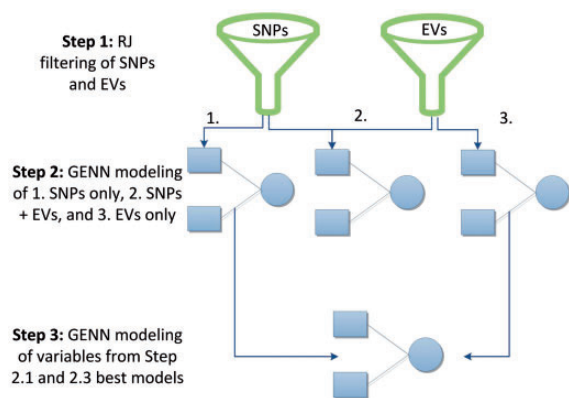 SNPs
EVs
Step 1: RJ
filtering of SNPs
and EVs
1.
2.
3.
Step 2: GENN modeling
of 1. SNPs only, 2. SNPs
+ EVs, and 3. EVs only
Step 3: GENN modeling
of variables from Step
2.1 and 2.3 best models